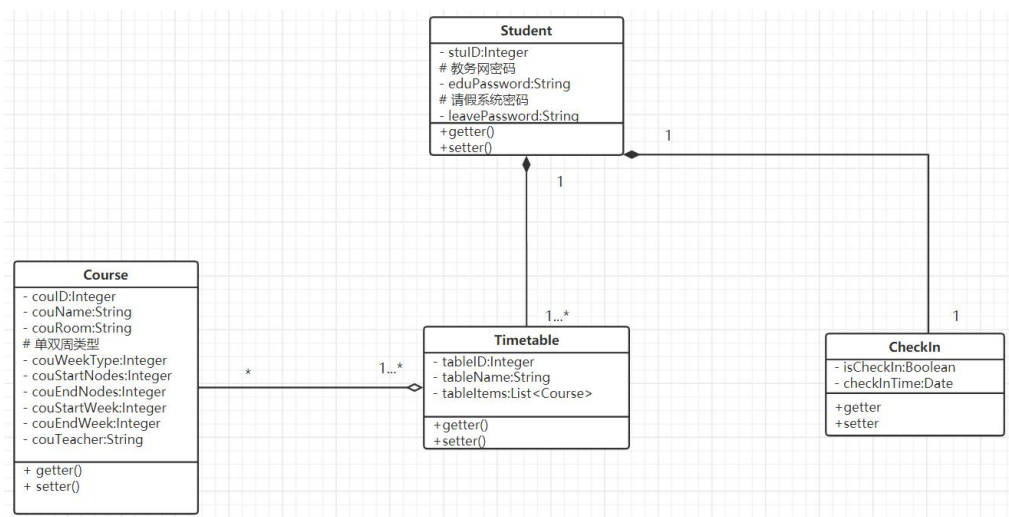 Student
- stuID:Integer
# 教务网密码
- eduPassword:String
# 请假系统密码
- leavePassword:String
+getter()
+setter()
1
1
1...*
1
Course
- couID:Integer
- couName:String
- couRoom:String
# 单双周类型
- couWeekType:Integer
- couStartNodes:Integer
- couEndNodes:Integer
- couStartWeek:Integer
- couEndWeek:Integer
- couTeacher:String
+ getter()
+ setter()
*
1...*
Timetable
- tableID:Integer
- tableName:String
- tableItems:List<Course>
+getter()
+setter()
CheckIn
- isCheckIn:Boolean
- checkInTime:Date
+getter
+setter